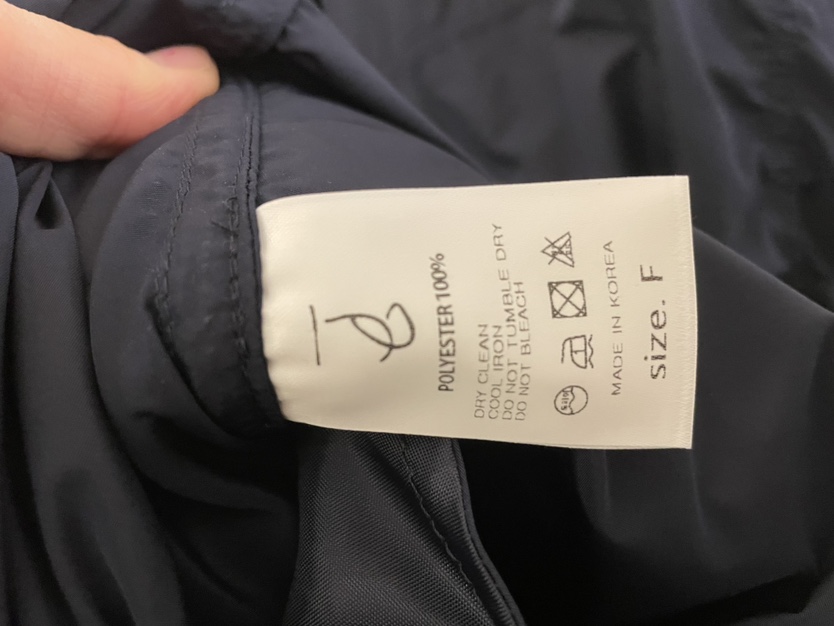 POLYESTER 100%
DRY CLEAN
COOL IRON
DO NOT TUMBLE DRY
DO NOT BLEACH
MADE IN KOREA
size. F